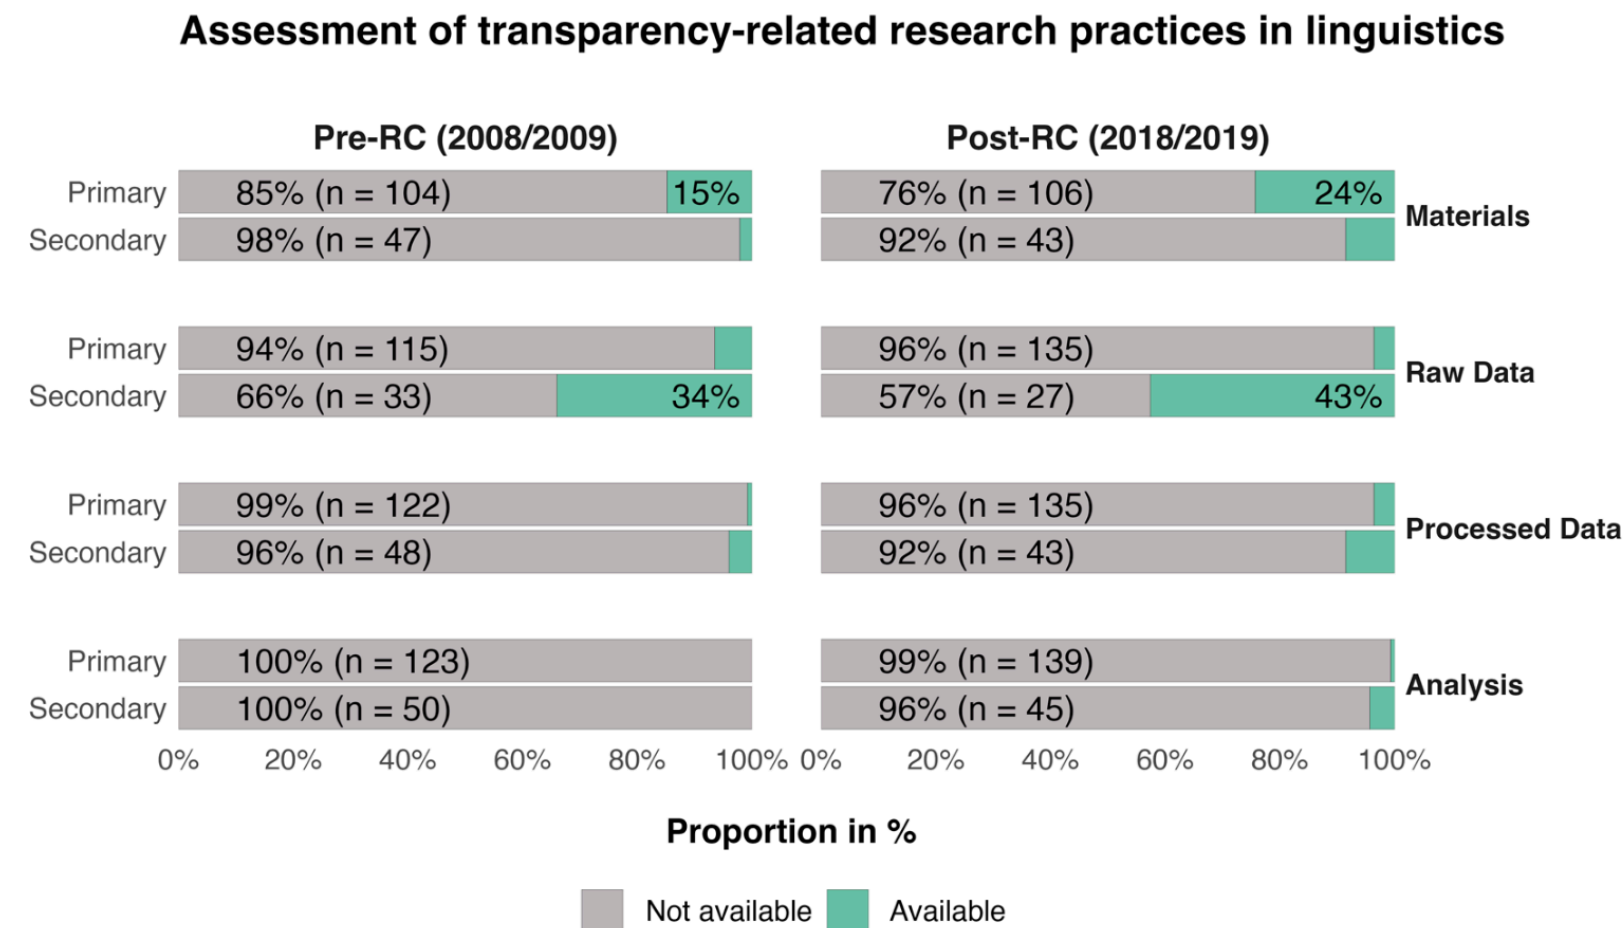 Assessment of transparency-related research practices in linguistics
Pre-RC (2008/2009)
Post-RC (2018/2019)
Primary 85% (n = 104) 15% 76% (n = 106) 24%
Materials
Secondary 98% (n = 47) 92% (n = 43)
Primary 94% (n = 115) 96% (n = 135)
Raw Data
Secondary 66% (n = 33) 34% 57% (n = 27) 43%
Primary 99% (n = 122) 96% (n = 135)
Processed Data
Secondary 96% (n = 48) 92% (n = 43)
Primary 100% (n = 123) 99% (n = 139)
Analysis
Secondary 100% (n = 50) 96% (n = 45)
0% 20% 40% 60% 80% 100% 0% 20% 40% 60% 80% 100%
Proportion in %
Not available Available